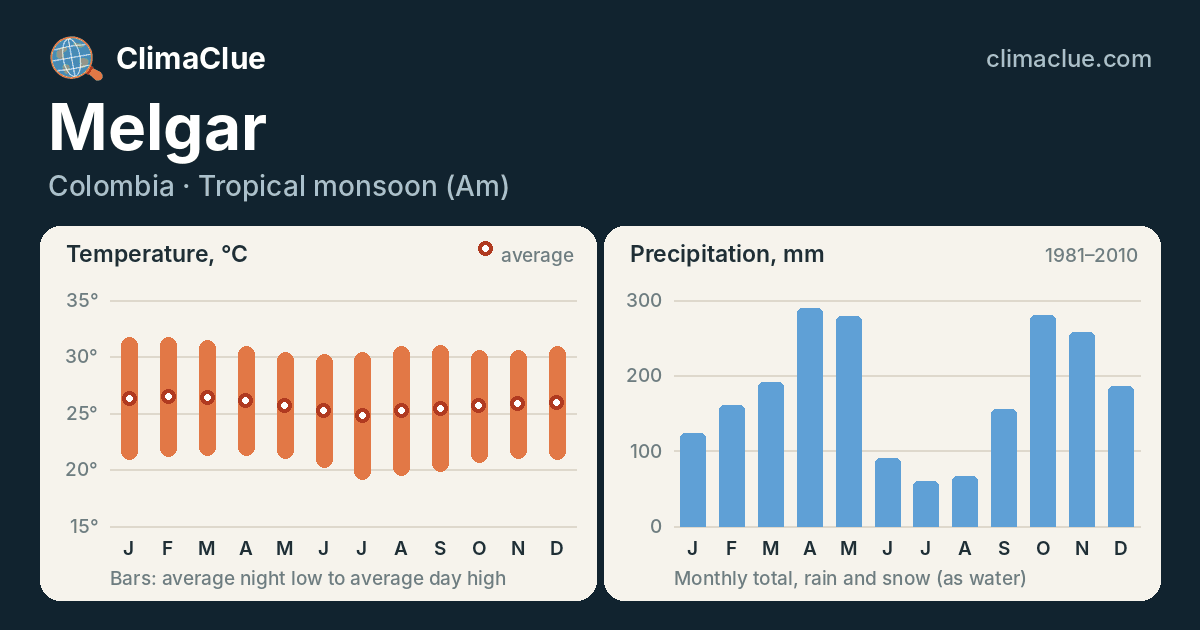 ClimaClue
climaclue.com
Melgar
Colombia · Tropical monsoon (Am)
Temperature, °C
average
35°
30°
25°
20°
15°
J F M A M J J A S O N D
Bars: average night low to average day high
Precipitation, mm
1981–2010
300
200
100
0
J F M A M J J A S O N D
Monthly total, rain and snow (as water)